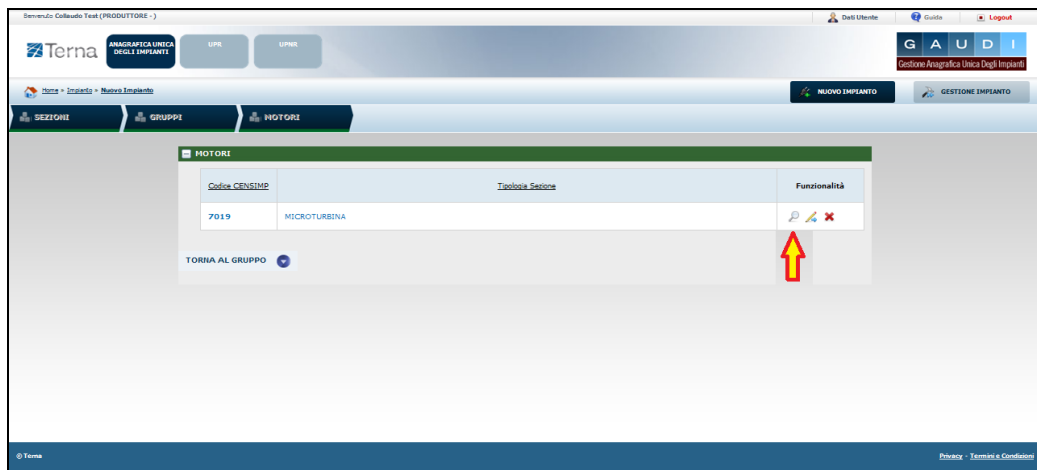 Benvenuto Collaudo Test (PRODUTTORE - )
Dati Utente
Guida
Logout
Terna
ANAGRAFICA UNICA
DEGLI IMPIANTI
UPR
UPNR
G A U D I
Gestione Anagrafica Unica Degli Impianti
Home » Impianto » Nuovo Impianto
NUOVO IMPIANTO
GESTIONE IMPIANTO
SEZIONI
GRUPPI
MOTORI
MOTORI
Codice CENSIMP
Tipologia Sezione
Funzionalità
7019
MICROTURBINA
TORNA AL GRUPPO
© Terna
Privacy - Termini e Condizioni